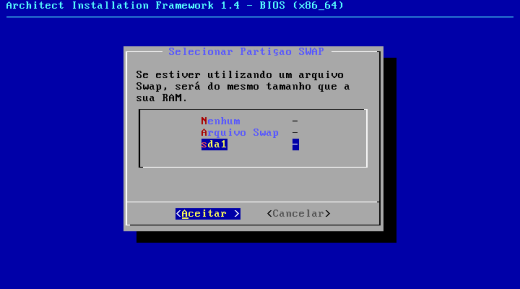 Architect Installation Framework 1.4 - BIOS (x86_64)
Selecionar Partiçao SWAP
Se estiver utilizando um arquivo
Swap, será do mesmo tamanho que a
sua RAM.
Nenhum -
Arquivo Swap -
sda1 -
<Aceitar > <Cancelar>